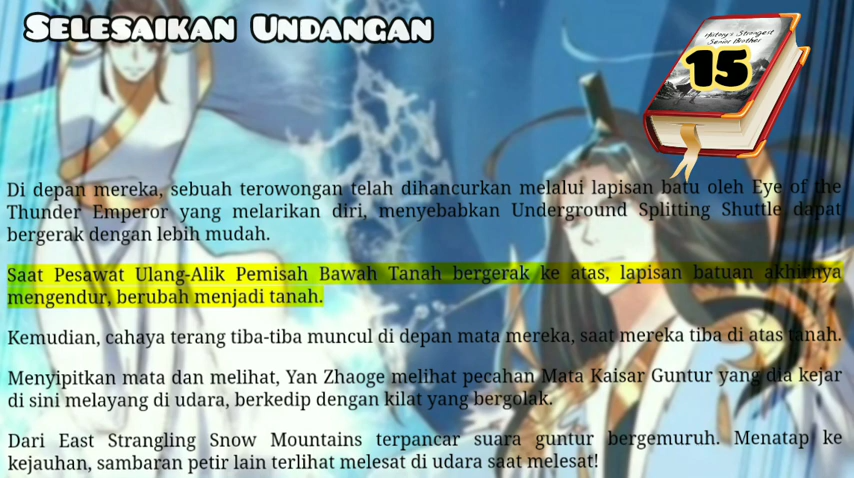 Selesaikan Undangan
History's Strongest
Senior Brother
15
Di depan mereka, sebuah terowongan telah dihancurkan melalui lapisan batu oleh Eye of the
Thunder Emperor yang melarikan diri, menyebabkan Underground Splitting Shuttle dapat
bergerak dengan lebih mudah.
Saat Pesawat Ulang-Alik Pemisah Bawah Tanah bergerak ke atas, lapisan batuan akhirnya
mengendur, berubah menjadi tanah.
Kemudian, cahaya terang tiba-tiba muncul di depan mata mereka, saat mereka tiba di atas tanah.
Menyipitkan mata dan melihat, Yan Zhaoge melihat pecahan Mata Kaisar Guntur yang dia kejar
di sini melayang di udara, berkedip dengan kilat yang bergolak.
Dari East Strangling Snow Mountains terpancar suara guntur bergemuruh. Menatap ke
kejauhan, sambaran petir lain terlihat melesat di udara saat melesat!